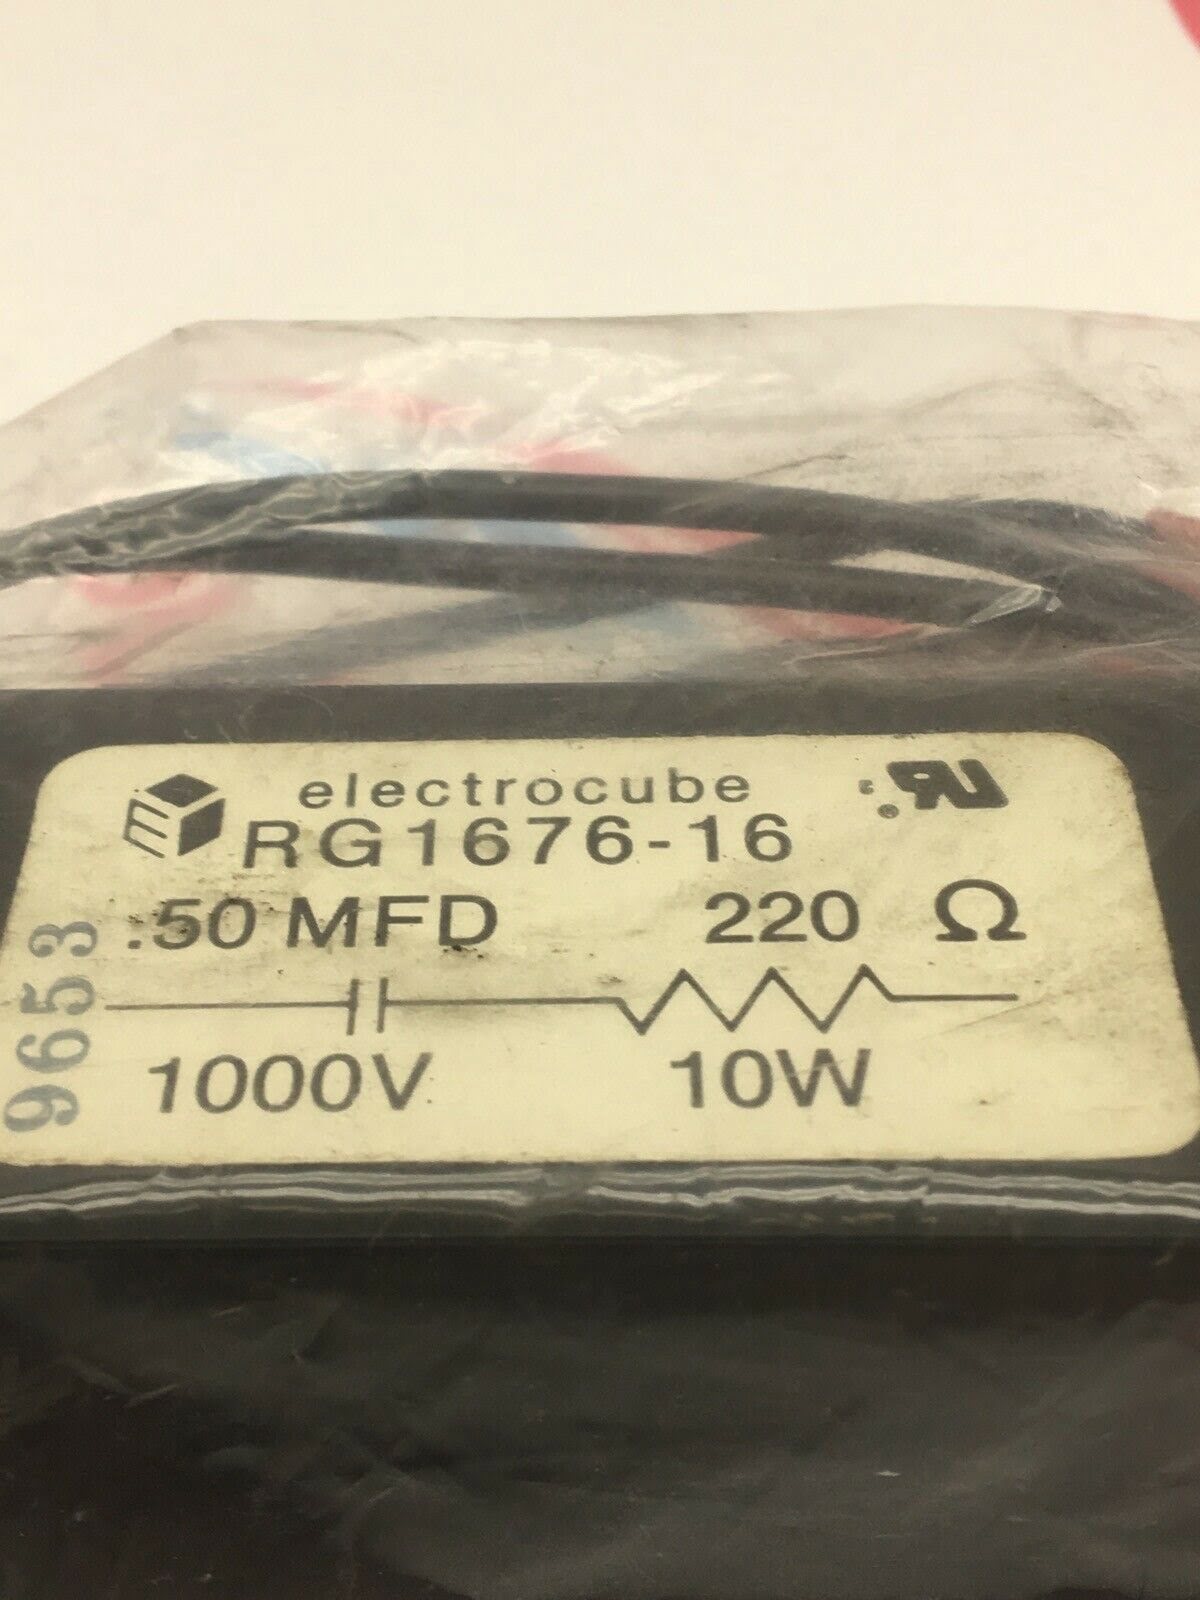 electrocube
RG1676-16
.50 MFD 220 Ω
1000V 10W
9653